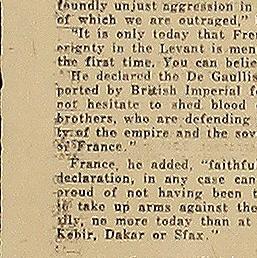 foundly unjust aggression in
of which we are outraged,"
"It is only today that Fren
eignty in the Levant is men
the first time. You can belie
He declared the De Gaullis
ported by British Imperial f
not hesitate to shed blood
brothers, who are defending
ty of the empire and the sov
of France."
France, he added, "faithful
declaration, in any case can
proud of not having been t
to take up arms against the
ally, no more today than at
Kebir, Dakar or Sfax."